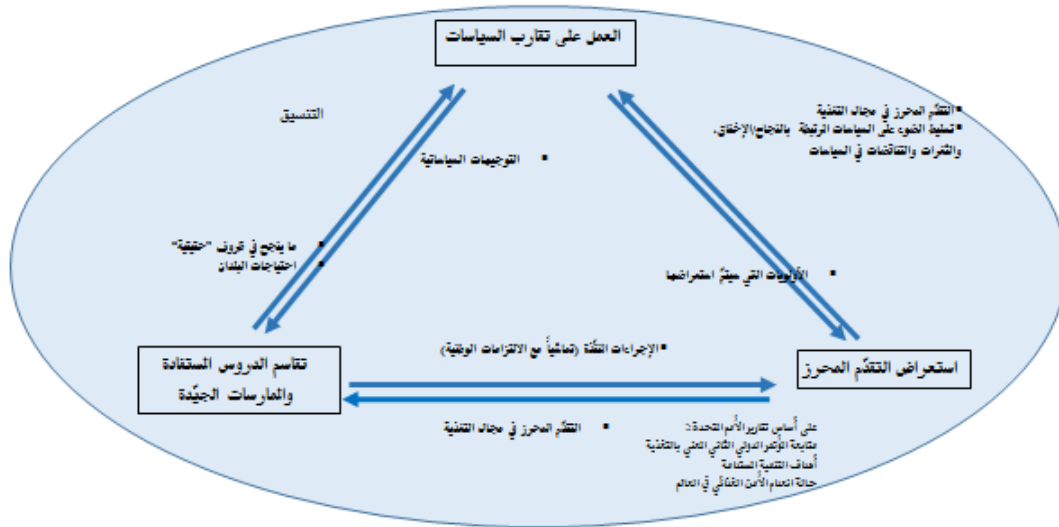 العمل على تقارب السياسات
▪التقدّم المحرز في مجال التغذية
▪تسليط الضوء على السياسات المرتبطة بالنجاح/الإخفاق،
والثغرات والتناقضات في السياسات
التنسيق
▪ التوجيهات السياساتية
▪ ما ينجح في ظروف "حقيقية"
▪ احتياجات البلدان
▪ الأولويات التي سيتمّ استعراضها
▪الإجراءات المتّخذة (تماشياً مع الالتزامات الوطنية)
تقاسم الدروس المستفادة
والممارسات الجيّدة
استعراض التقدّم المحرز
▪ التقدّم المحرز في مجال التغذية
على أساس تقارير الأمم المتحدة:
متابعة المؤتمر الدولي الثاني المعني بالتغذية
أهداف التنمية المستدامة
حالة انعدام الأمن الغذائي في العالم